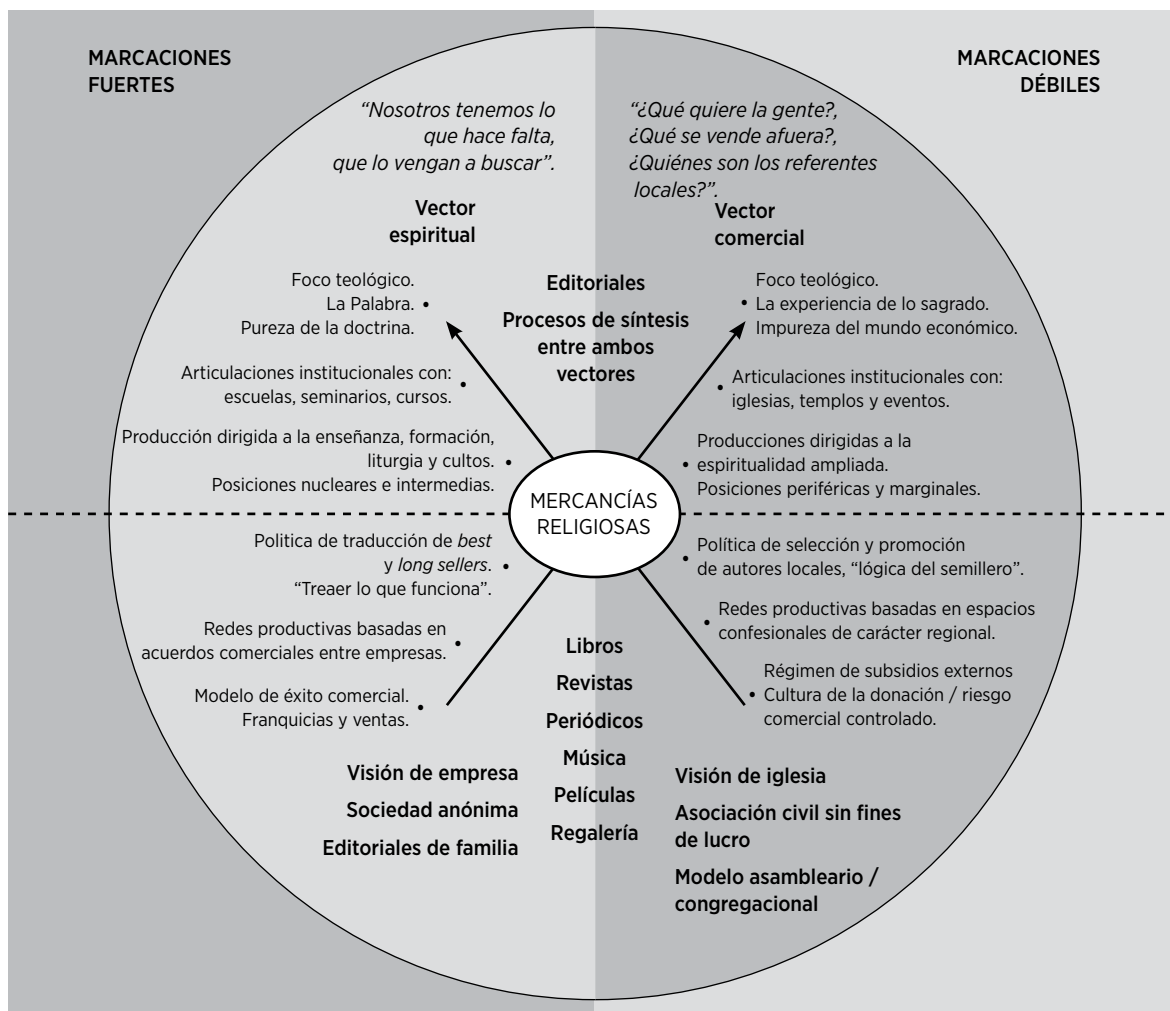 MARCACIONES
FUERTES
MARCACIONES
DÉBILES
“Nosotros tenemos lo
que hace falta,
que lo vengan a buscar”.
“¿Qué quiere la gente?,
¿Qué se vende afuera?,
¿Quiénes son los referentes
locales?”.
Vector
espiritual
Vector
comercial
Foco teológico.
La Palabra. •
Pureza de la doctrina.
Editoriales
Procesos de síntesis
entre ambos
vectores
Foco teológico.
• La experiencia de lo sagrado.
Impureza del mundo económico.
Articulaciones institucionales con: •
escuelas, seminarios, cursos.
• Articulaciones institucionales con:
iglesias, templos y eventos.
Producción dirigida a la enseñanza, formación,
liturgia y cultos. •
Posiciones nucleares e intermedias.
Producciones dirigidas a la
• espiritualidad ampliada.
Posiciones periféricas y marginales.
MERCANCÍAS
RELIGIOSAS
Politica de traducción de best
y long sellers. •
“Treaer lo que funciona”.
• Política de selección y promoción
de autores locales, “lógica del semillero”.
Redes productivas basadas en •
acuerdos comerciales entre empresas.
• Redes productivas basadas en espacios
confesionales de carácter regional.
Modelo de éxito comercial. •
Franquicias y ventas.
Régimen de subsidios externos
• Cultura de la donación / riesgo
comercial controlado.
Libros
Revistas
Periódicos
Música
Películas
Regalería
Visión de empresa
Sociedad anónima
Editoriales de familia
Visión de iglesia
Asociación civil sin fines
de lucro
Modelo asambleario /
congregacional